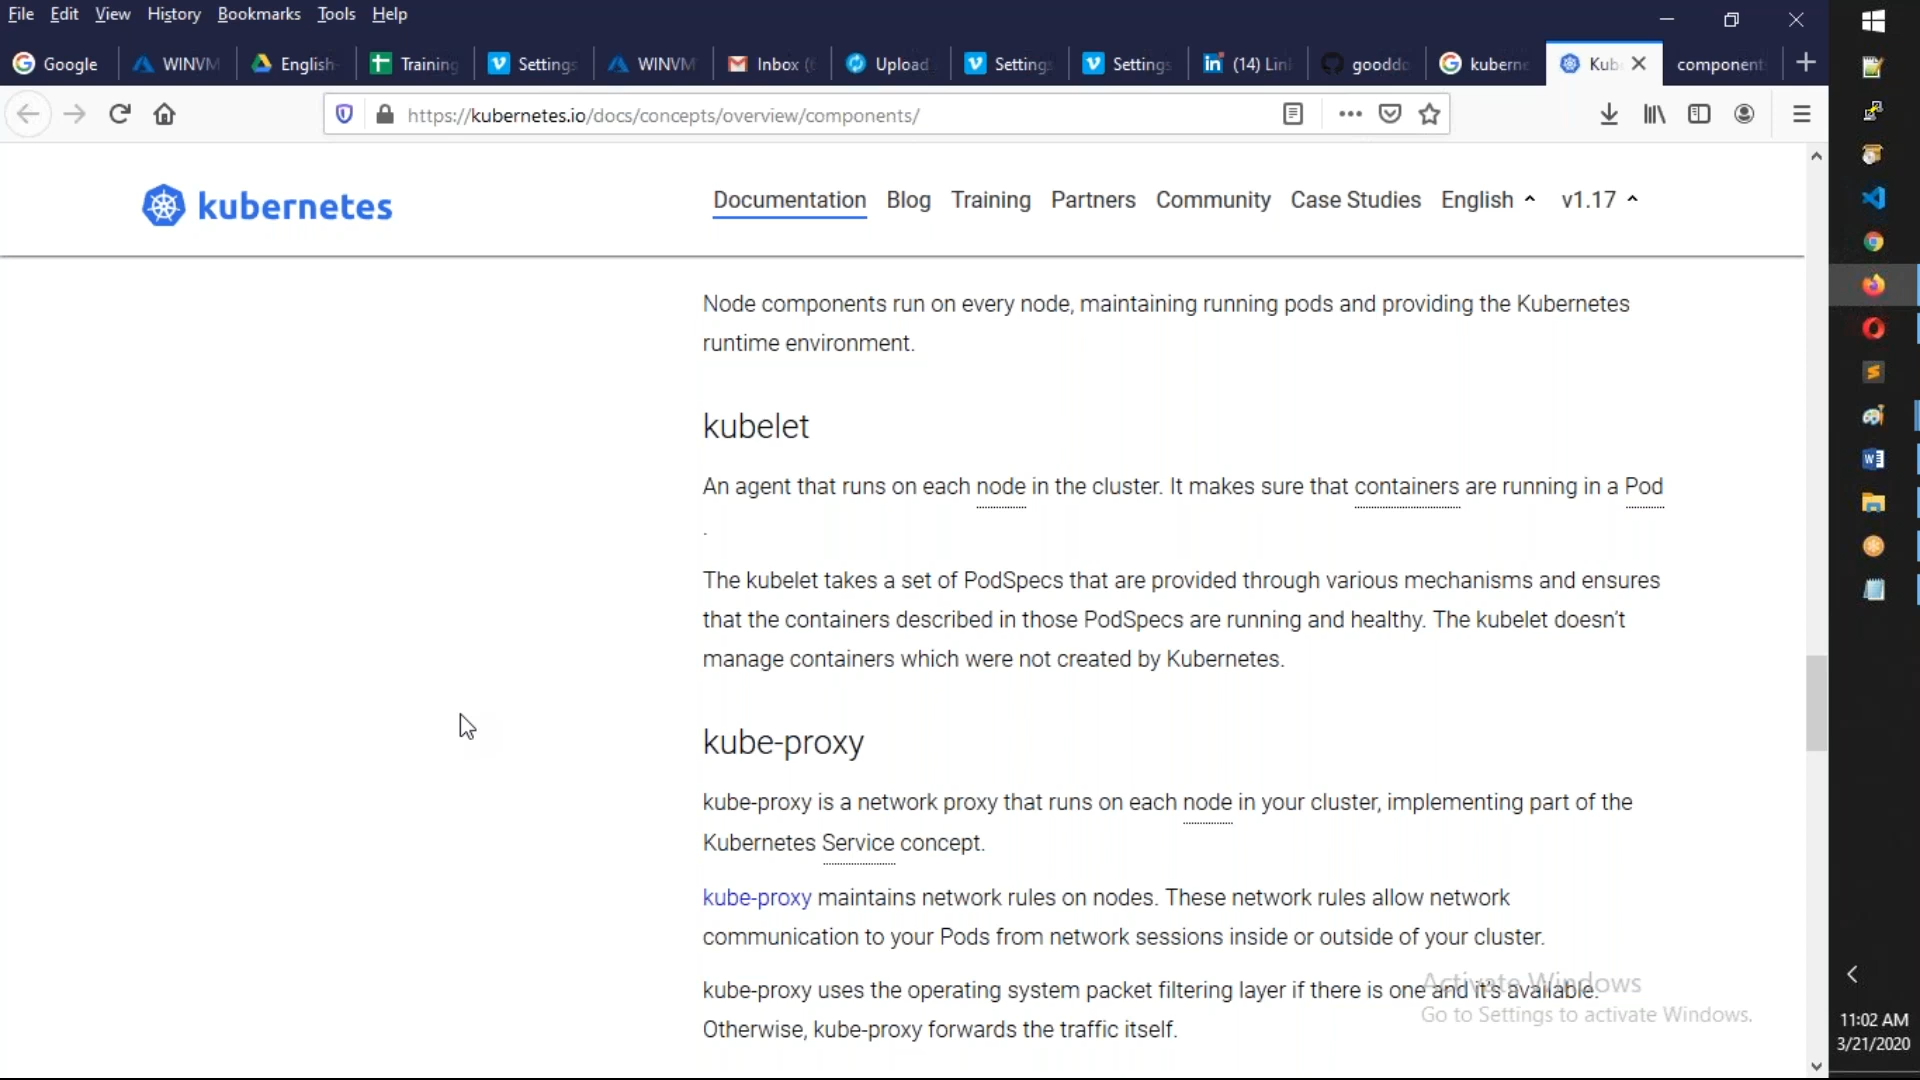 File Edit View History Bookmarks Tools Help
Google WINVM English Training Settings WINVM Inbox ( Upload Settings Settings (14) Lin gooddo kuberne Kub component
https://kubernetes.io/docs/concepts/overview/components/
kubernetes Documentation Blog Training Partners Community Case Studies English v1.17
Node components run on every node, maintaining running pods and providing the Kubernetes
runtime environment.
kubelet
An agent that runs on each node in the cluster. It makes sure that containers are running in a Pod
.
The kubelet takes a set of PodSpecs that are provided through various mechanisms and ensures
that the containers described in those PodSpecs are running and healthy. The kubelet doesn't
manage containers which were not created by Kubernetes.
kube-proxy
kube-proxy is a network proxy that runs on each node in your cluster, implementing part of the
Kubernetes Service concept.
kube-proxy maintains network rules on nodes. These network rules allow network
communication to your Pods from network sessions inside or outside of your cluster.
kube-proxy uses the operating system packet filtering layer if there is one and it's available.
Otherwise, kube-proxy forwards the traffic itself.
Activate Windows
Go to Settings to activate Windows.
11:02 AM
3/21/2020